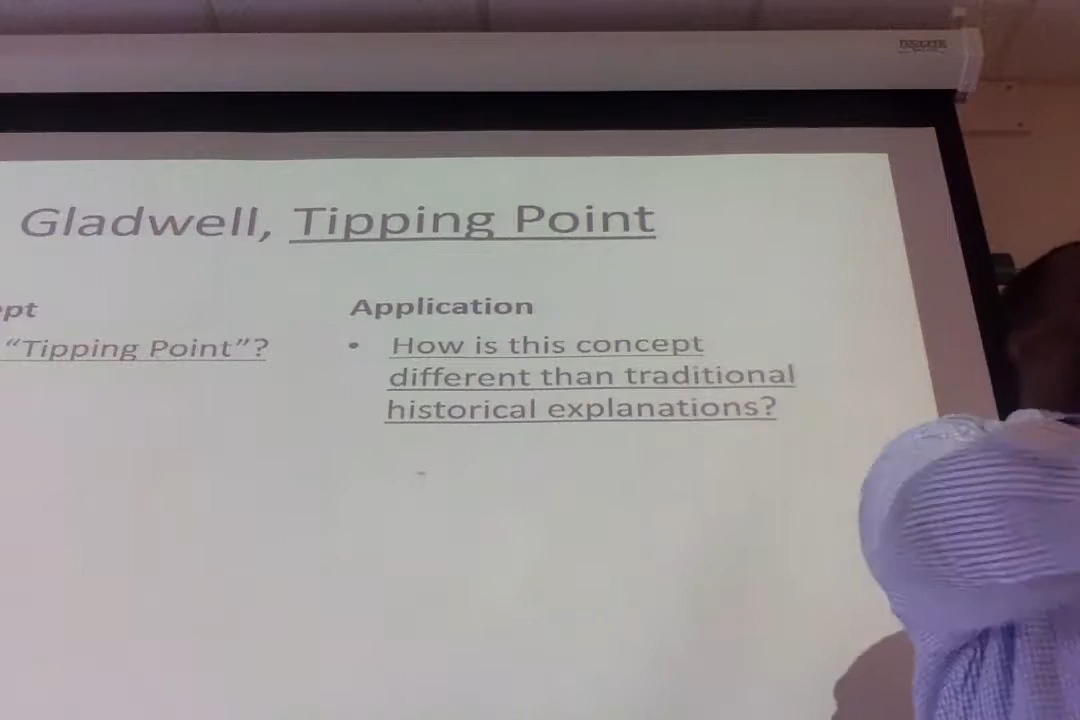 Gladwell, Tipping Point
ept
Application
"Tipping Point"?
• How is this concept
different than traditional
historical explanations?